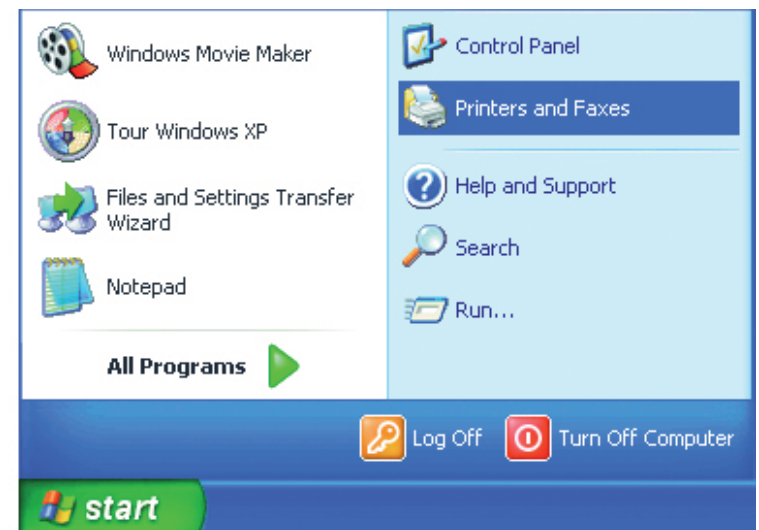 Windows Movie Maker
Tour Windows XP
Files and Settings Transfer
Wizard
Notepad
All Programs
Control Panel
Printers and Faxes
Help and Support
Search
Run...
Log Off
Turn Off Computer
start